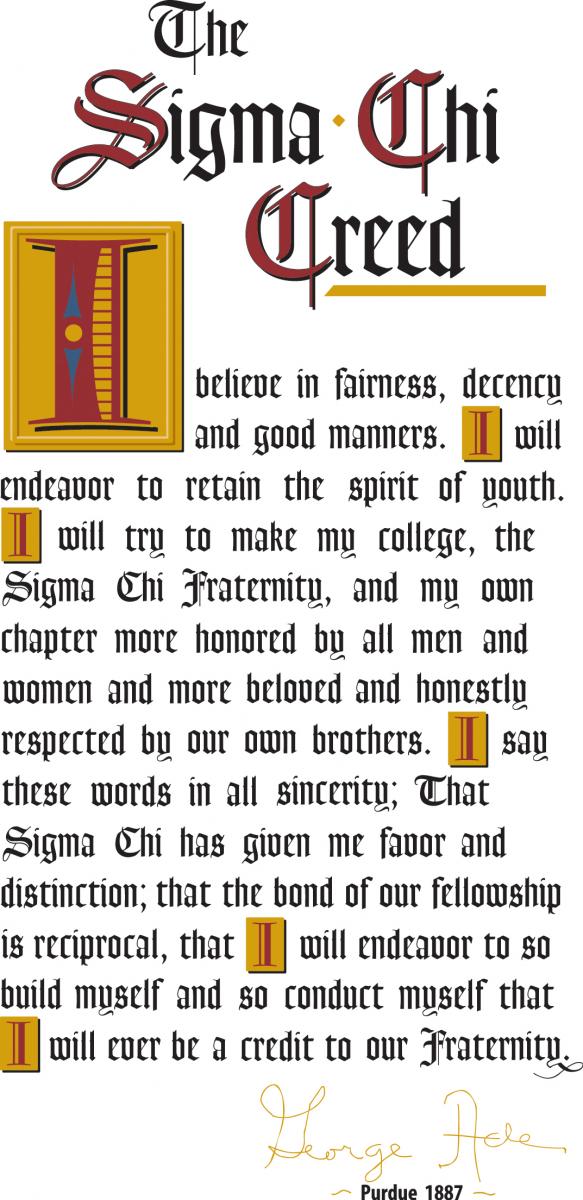 The
Sigma · Chi
Creed
I believe in fairness, decency
and good manners. I will
endeavor to retain the spirit of youth.
I will try to make my college, the
Sigma Chi Fraternity, and my own
chapter more honored by all men and
women and more beloved and honestly
respected by our own brothers. I say
these words in all sincerity; That
Sigma Chi has given me favor and
distinction; that the bond of our fellowship
is reciprocal, that I will endeavor to so
build myself and so conduct myself that
I will ever be a credit to our Fraternity.
George Ade
~ Purdue 1887 ~